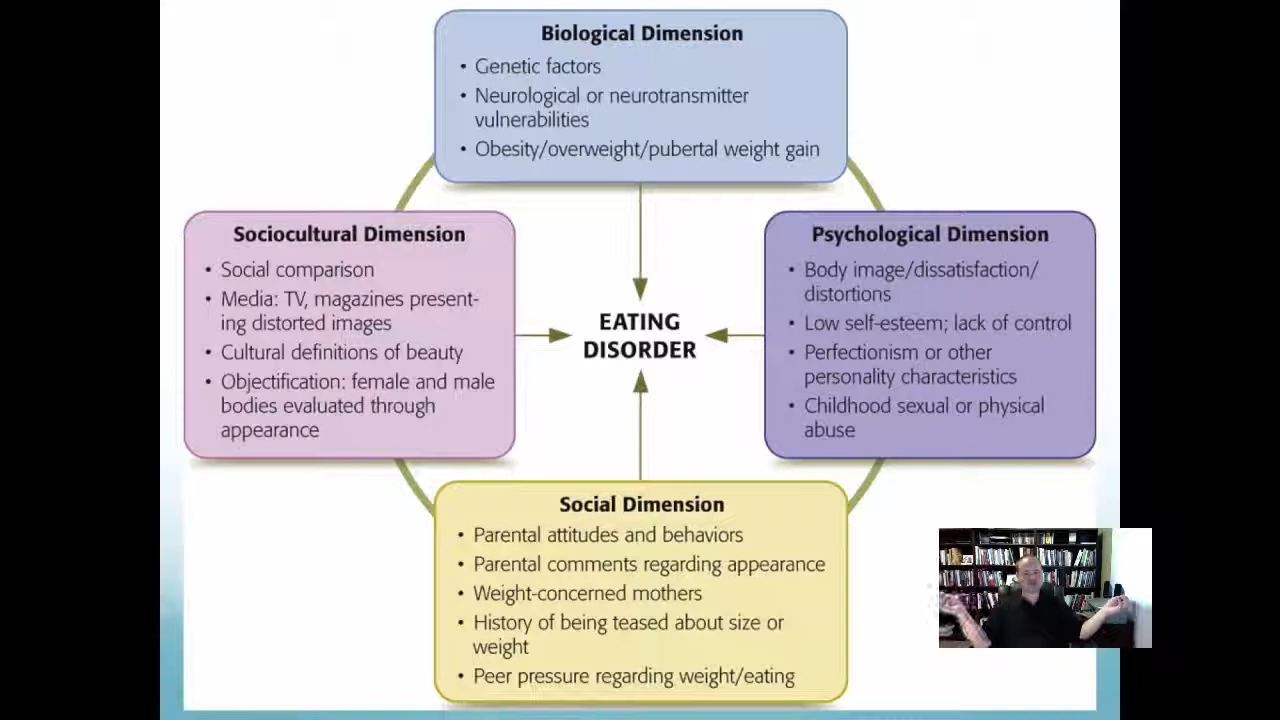 Biological Dimension
• Genetic factors
• Neurological or neurotransmitter
vulnerabilities
• Obesity/overweight/pubertal weight gain
Sociocultural Dimension
• Social comparison
• Media: TV, magazines present-
ing distorted images
• Cultural definitions of beauty
• Objectification: female and male
bodies evaluated through
appearance
EATING
DISORDER
Psychological Dimension
• Body image/dissatisfaction/
distortions
• Low self-esteem; lack of control
• Perfectionism or other
personality characteristics
• Childhood sexual or physical
abuse
Social Dimension
• Parental attitudes and behaviors
• Parental comments regarding appearance
• Weight-concerned mothers
• History of being teased about size or
weight
• Peer pressure regarding weight/eating